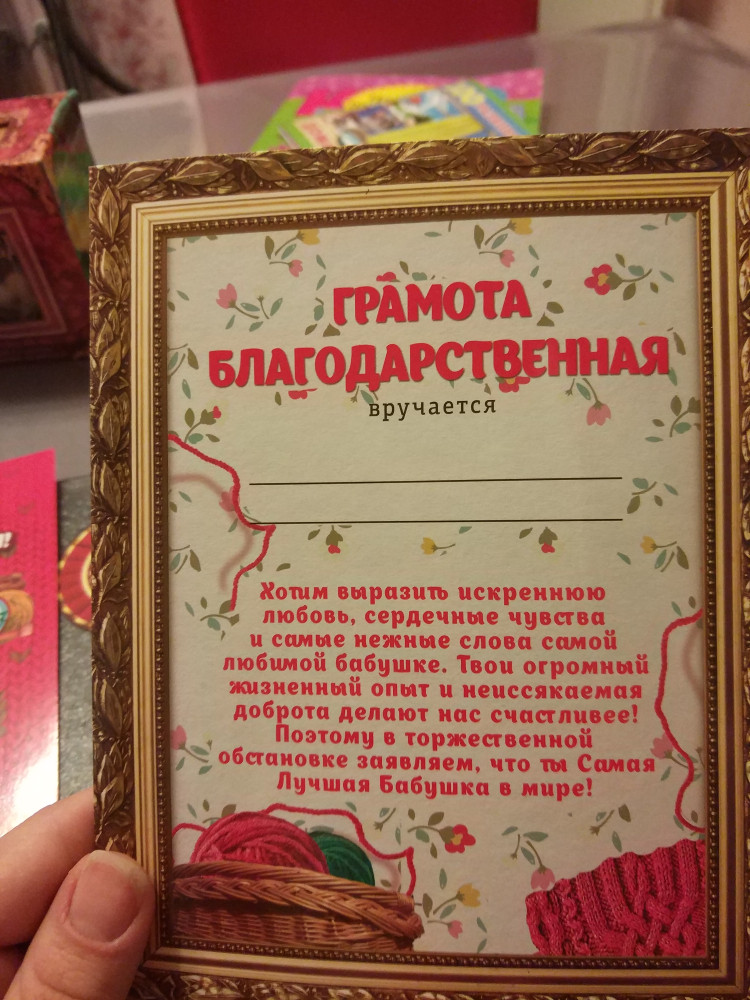 ГРАМОТА
БЛАГОДАРСТВЕННАЯ
вручается
Хотим выразить искреннюю
любовь, сердечные чувства
и самые нежные слова самой
любимой бабушке. Твои огромный
жизненный опыт и неиссякаемая
доброта делают нас счастливее!
Поэтому в торжественной
обстановке заявляем, что ты Самая
Лучшая Бабушка в мире!